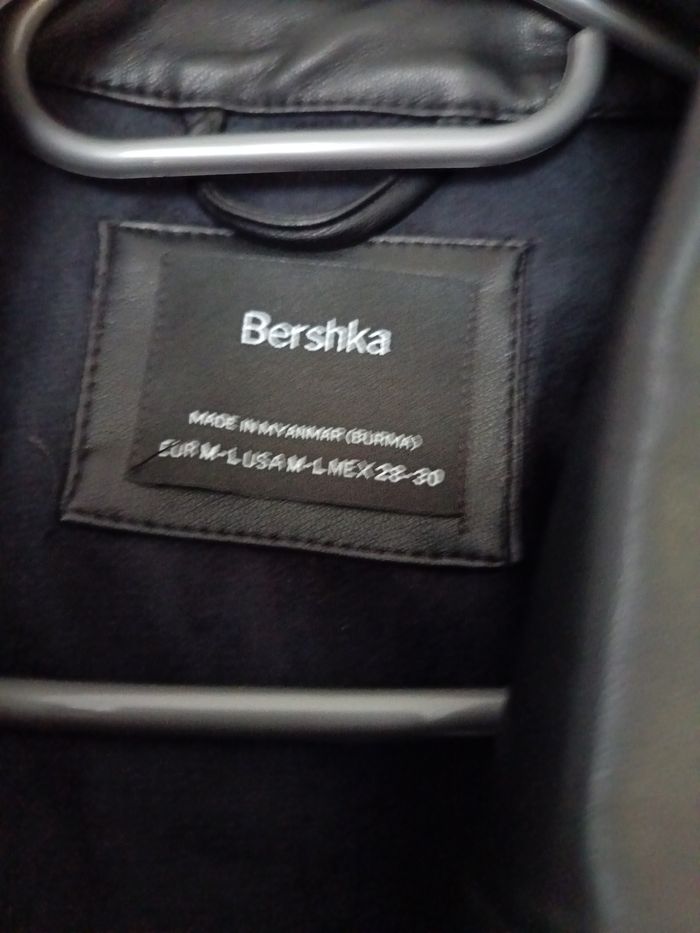 Bershka
MADE IN MYANMAR (BURMA)
EUR M-L USA M-L MEX 28-30